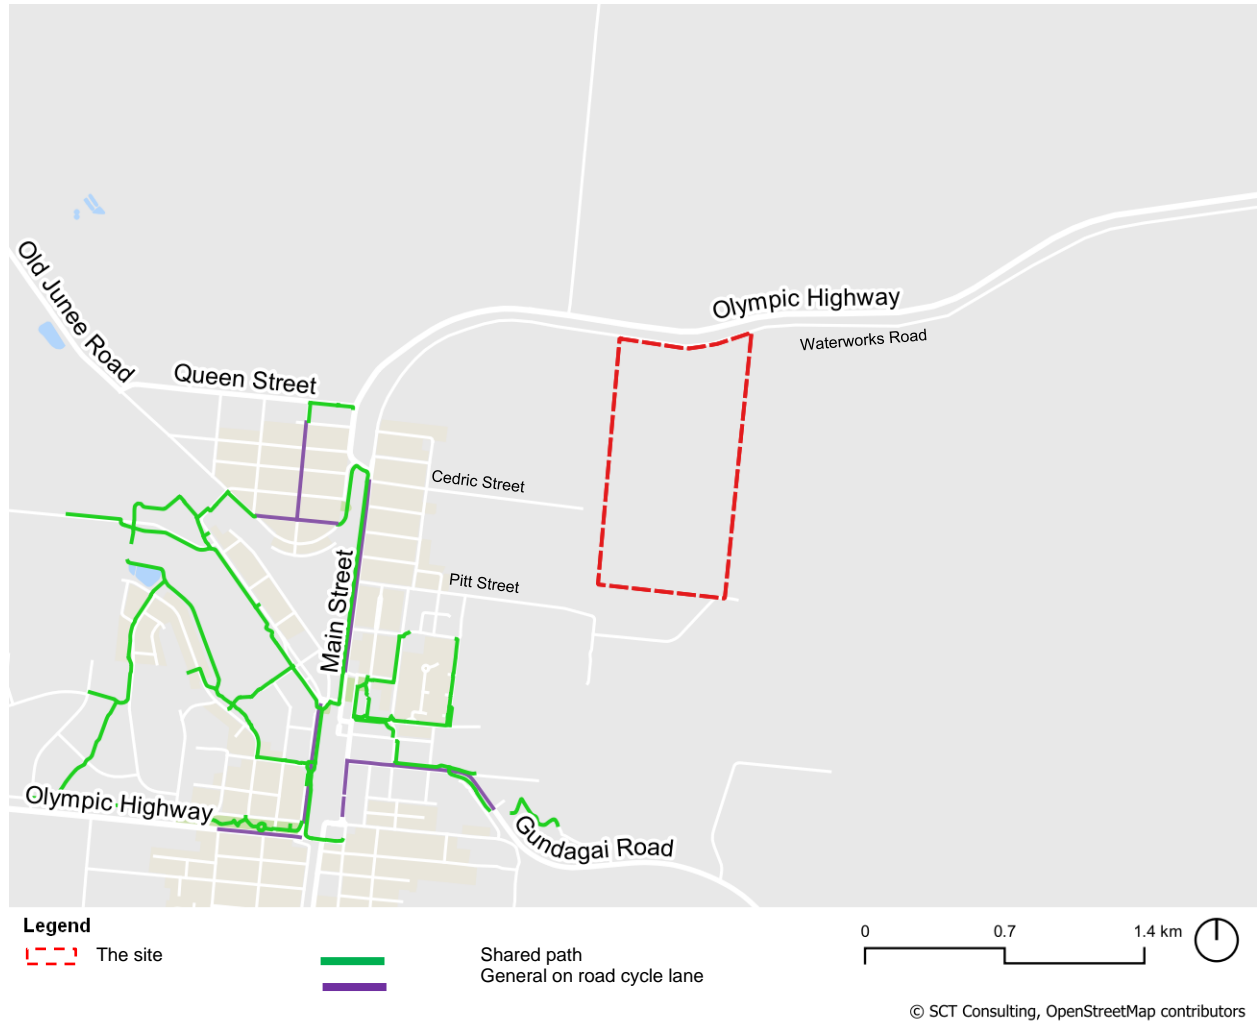 Old Junee Road
Olympic Highway
Waterworks Road
Queen Street
Cedric Street
Main Street
Pitt Street
Olympic Highway
Gundagai Road
Legend
The site
Shared path
General on road cycle lane
0 0.7 1.4 km
© SCT Consulting, OpenStreetMap contributors